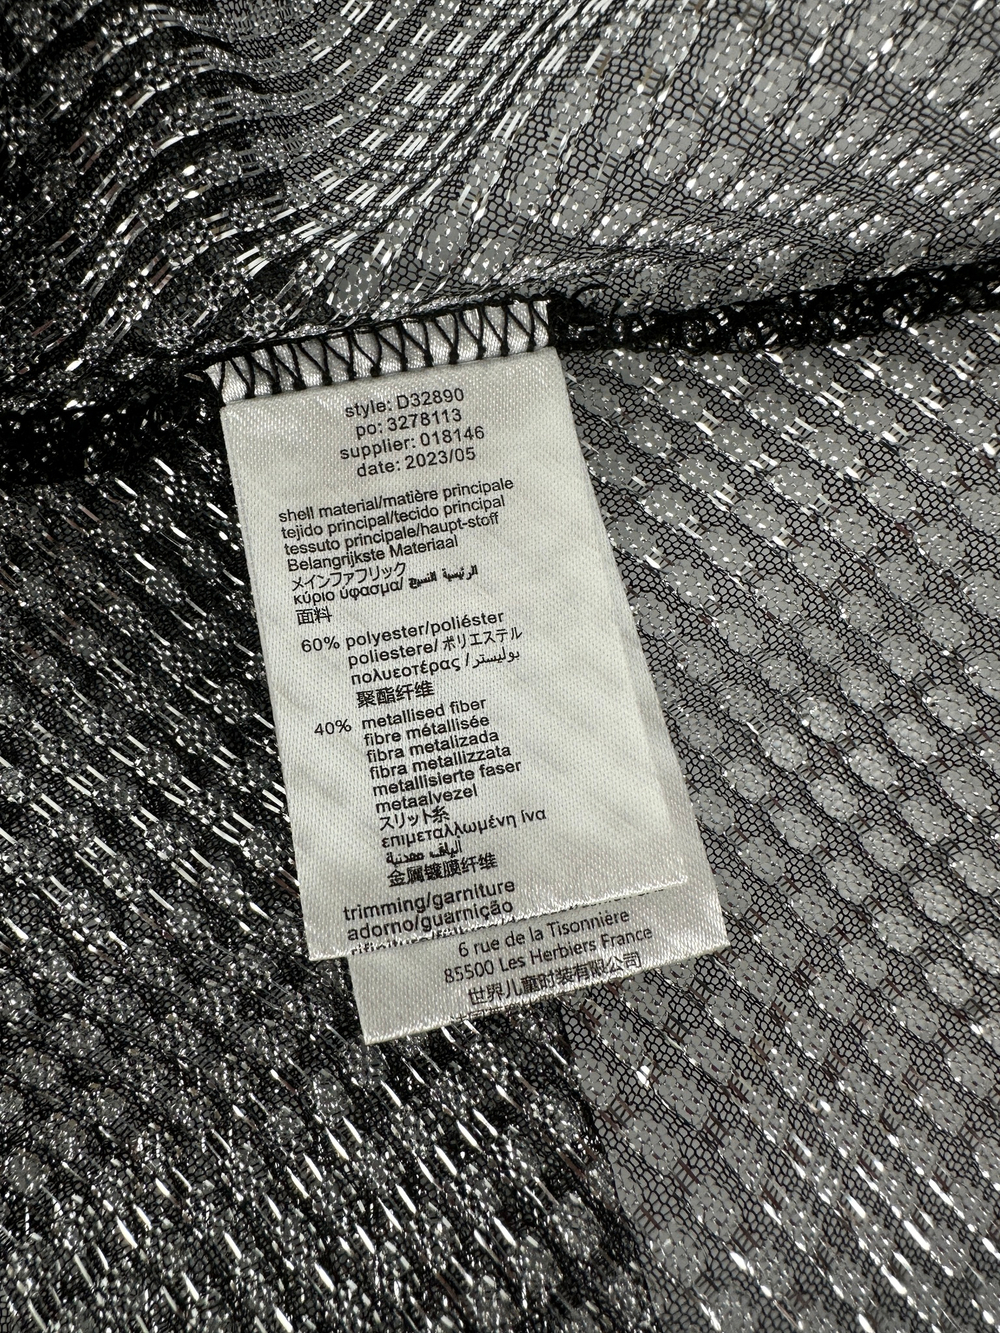 style: D32890
po: 3278113
supplier: 018146
date: 2023/05
shell material/matière principale
tejido principal/tecido principal
tessuto principale/haupt-stoff
Belangrijkste Materiaal
メインファフリック
κύριο ύφασμα/ الرئيسية النسيج
面料
60% polyester/poliéster
poliestere/ポリエステル
πολυεοτέρας / بوليستر
聚酯纤维
40% metallised fiber
fibre métallisée
fibra metalizada
fibra metallizzata
metallisierte faser
metaalvezel
スリット糸
επιμεταλλωμένη ίνα
الياف معدنية
金属镀膜纤维
trimming/garniture
adorno/guarnição
6 rue de la Tisonnière
85500 Les Herbiers France
世界儿童时装有限公司